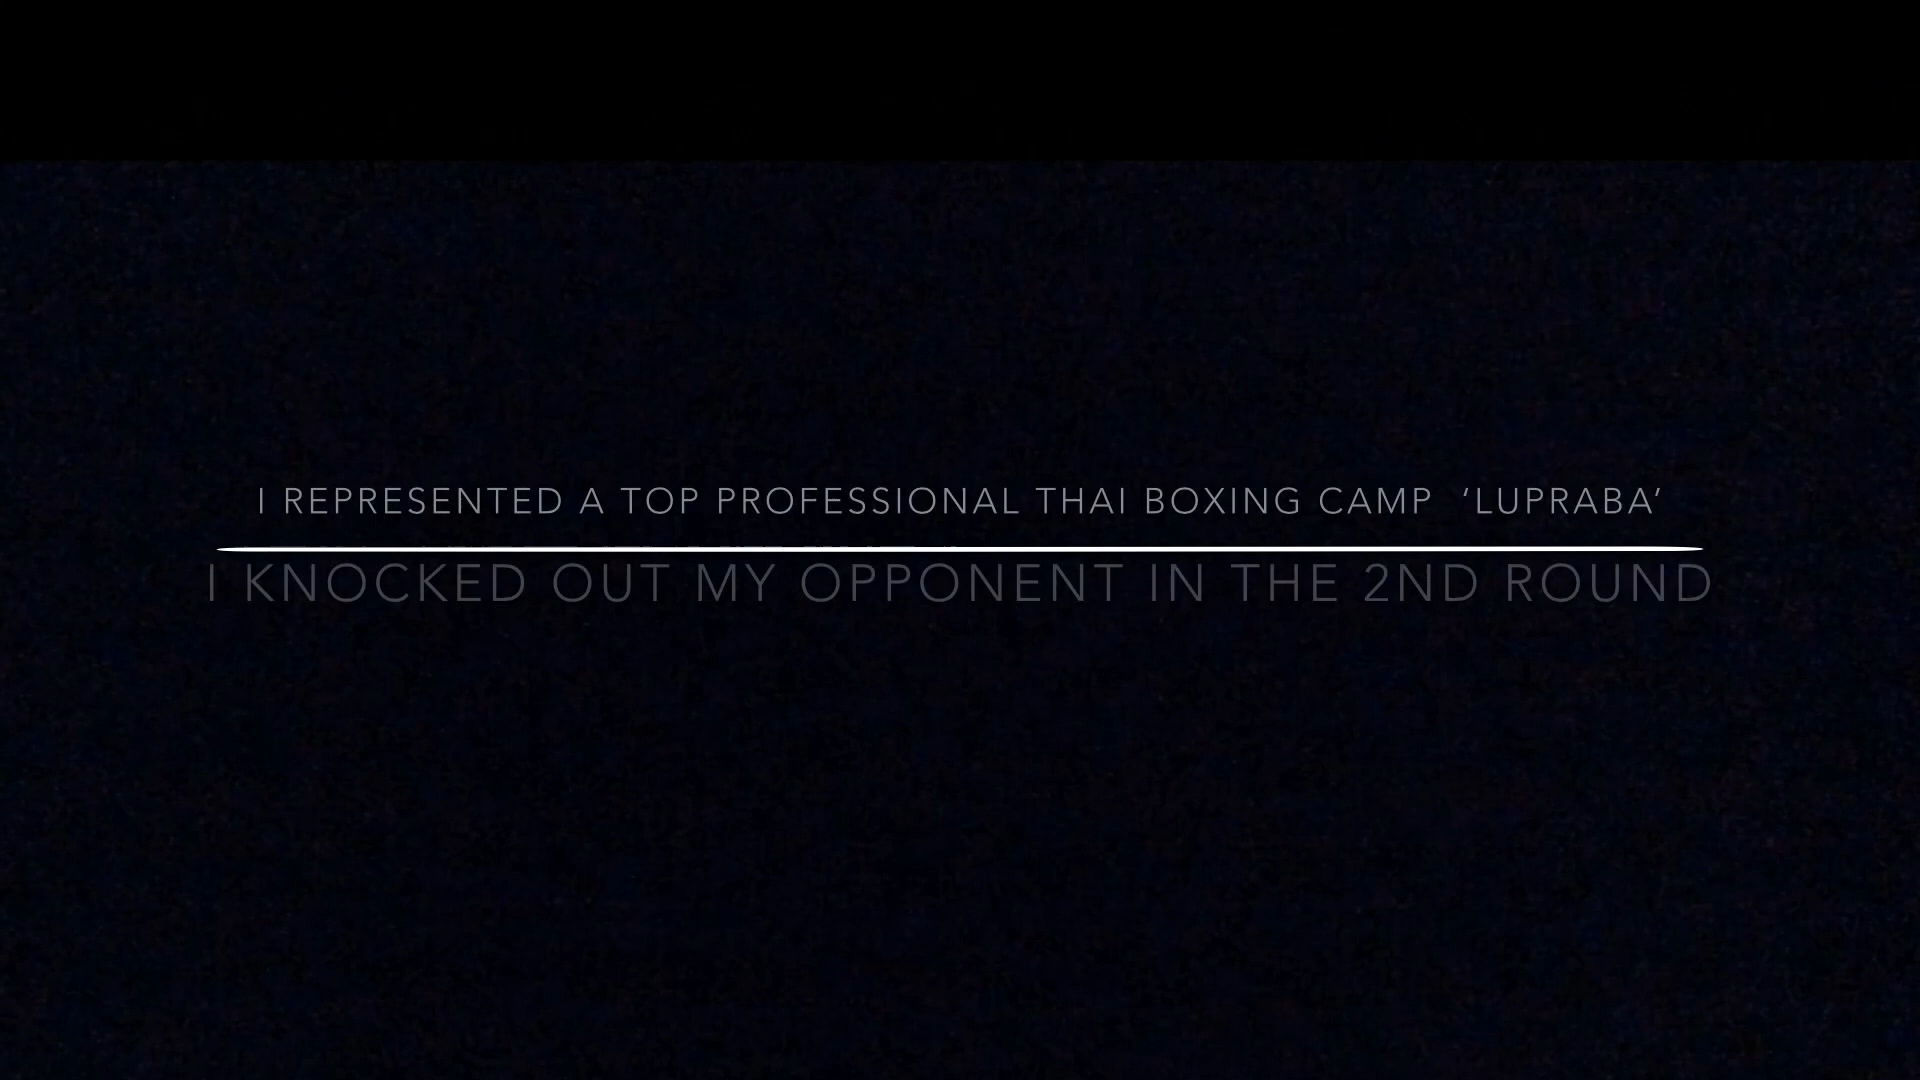 I REPRESENTED A TOP PROFESSIONAL THAI BOXING CAMP ‘LUPRABA’
I KNOCKED OUT MY OPPONENT IN THE 2ND ROUND